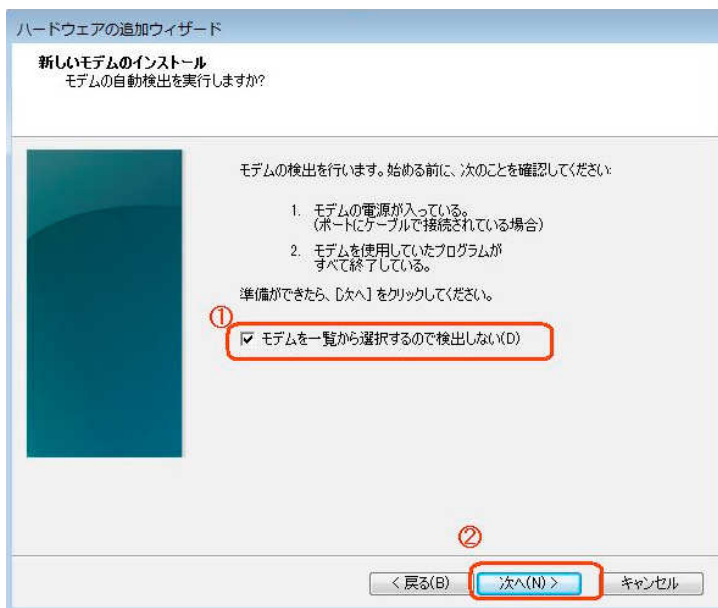 ハードウェアの追加ウィザード
新しいモデムのインストール
モデムの自動検出を実行しますか?
モデムの検出を行います。始める前に、次のことを確認してください:
1. モデムの電源が入っている。
(ポートにケーブルで接続されている場合)
2. モデムを使用していたプログラムが
すべて終了している。
準備ができたら、[次へ] をクリックしてください。
①
モデムを一覧から選択するので検出しない(D)
②
< 戻る(B)
次へ(N) >
キャンセル